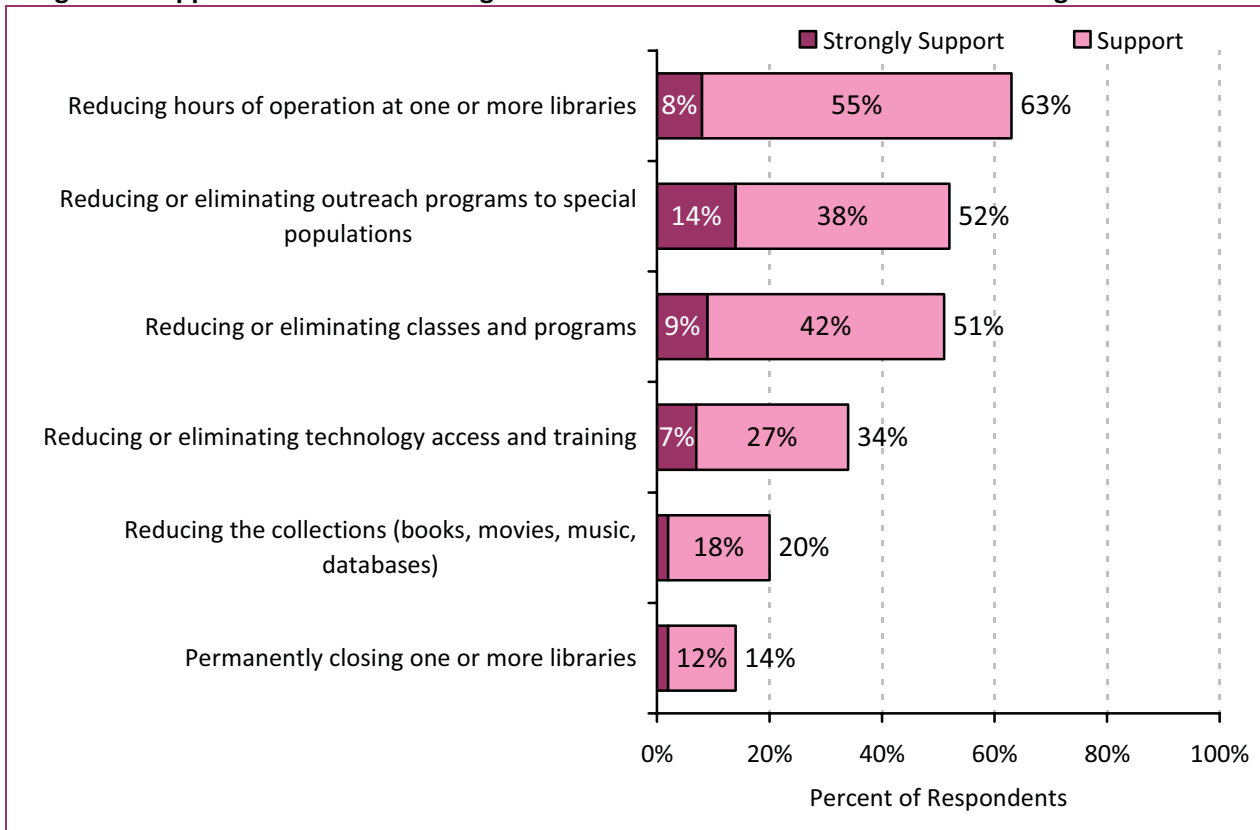 Strongly Support Support
Reducing hours of operation at one or more libraries 8% 55% 63%
Reducing or eliminating outreach programs to special
populations 14% 38% 52%
Reducing or eliminating classes and programs 9% 42% 51%
Reducing or eliminating technology access and training 7% 27% 34%
Reducing the collections (books, movies, music,
databases) 18% 20%
Permanently closing one or more libraries 12% 14%
0% 20% 40% 60% 80% 100%
Percent of Respondents